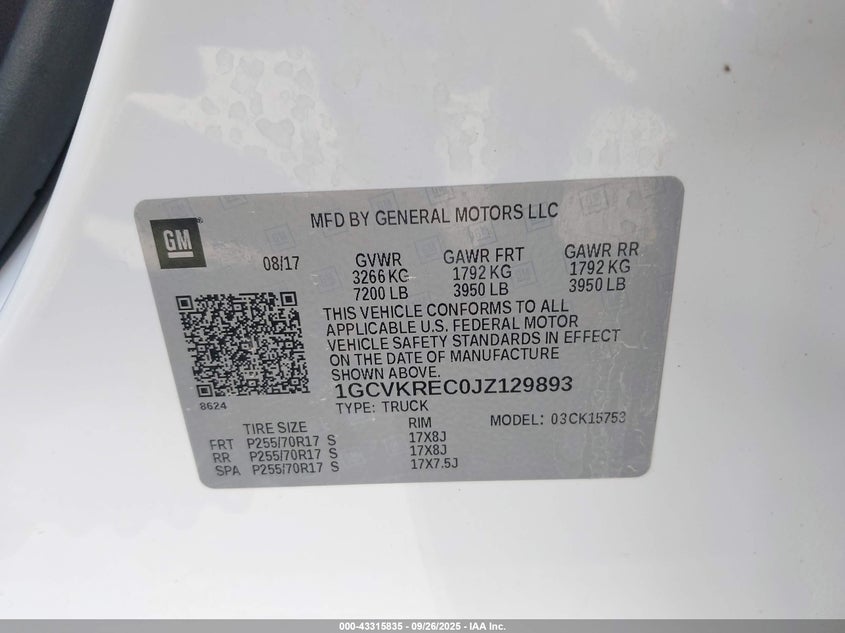 GM
MFD BY GENERAL MOTORS LLC
08/17
GVWR GAWR FRT GAWR RR
3266 KG 1792 KG 1792 KG
7200 LB 3950 LB 3950 LB
THIS VEHICLE CONFORMS TO ALL
APPLICABLE U.S. FEDERAL MOTOR
VEHICLE SAFETY STANDARDS IN EFFECT
ON THE DATE OF MANUFACTURE
SHOWN ABOVE.
1GCVKREC0JZ129893
8624
TYPE: TRUCK MODEL: 03CK15753
TIRE SIZE RIM
FRT P255/70R17 S 17X8J
RR P255/70R17 S 17X8J
SPA P255/70R17 S 17X7.5J
000-43315835 - 09/26/2025 - IAA Inc.